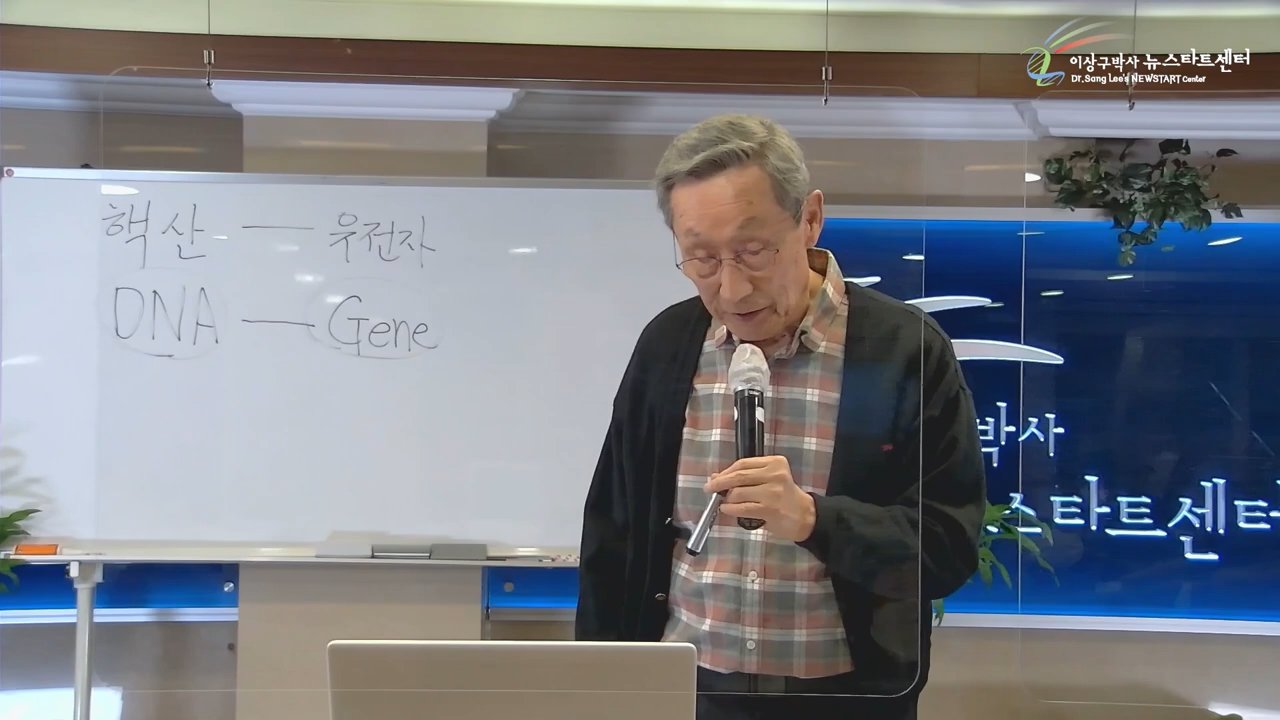 이상구박사 뉴스타트센터
Dr. Sang Lee's NEWSTART Center
핵산 — 유전자
DNA — Gene
박사
스타트센터